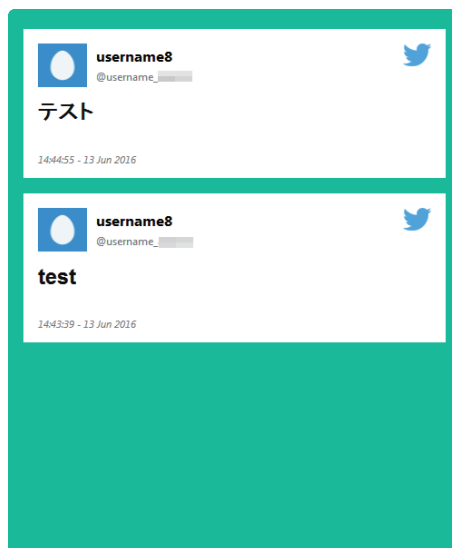 username8
@username_
テスト
14:44:55 - 13 Jun 2016
username8
@username_
test
14:43:39 - 13 Jun 2016